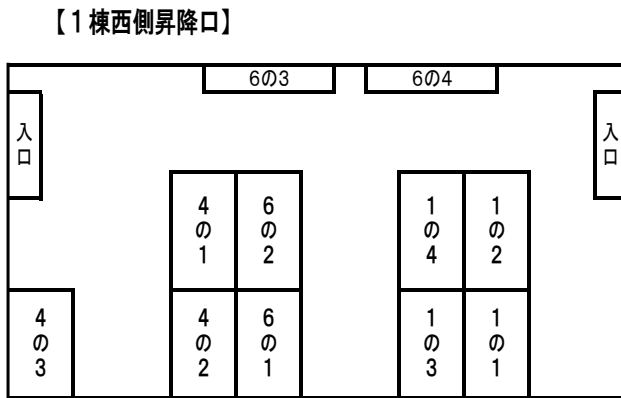 【1棟西側昇降口】
6の3
6の4
入口
入口
4の1
6の2
1の4
1の2
4の3
4の2
6の1
1の3
1の1